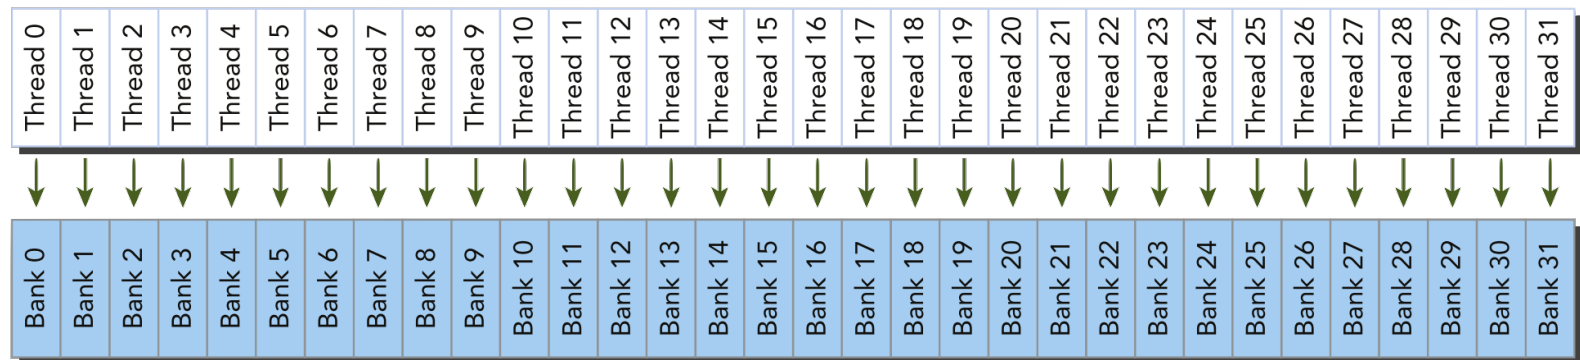 Thread 0
Thread 1
Thread 2
Thread 3
Thread 4
Thread 5
Thread 6
Thread 7
Thread 8
Thread 9
Thread 10
Thread 11
Thread 12
Thread 13
Thread 14
Thread 15
Thread 16
Thread 17
Thread 18
Thread 19
Thread 20
Thread 21
Thread 22
Thread 23
Thread 24
Thread 25
Thread 26
Thread 27
Thread 28
Thread 29
Thread 30
Thread 31
Bank 0
Bank 1
Bank 2
Bank 3
Bank 4
Bank 5
Bank 6
Bank 7
Bank 8
Bank 9
Bank 10
Bank 11
Bank 12
Bank 13
Bank 14
Bank 15
Bank 16
Bank 17
Bank 18
Bank 19
Bank 20
Bank 21
Bank 22
Bank 23
Bank 24
Bank 25
Bank 26
Bank 27
Bank 28
Bank 29
Bank 30
Bank 31